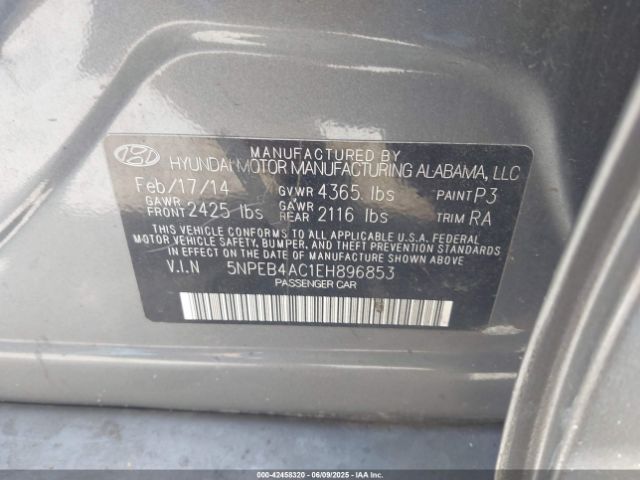 MANUFACTURED BY
HYUNDAI MOTOR MANUFACTURING ALABAMA, LLC
Feb/17/14 GVWR 4365 lbs PAINT P3
GAWR FRONT 2425 lbs GAWR REAR 2116 lbs TRIM RA
THIS VEHICLE CONFORMS TO ALL APPLICABLE U.S.A. FEDERAL
MOTOR VEHICLE SAFETY, BUMPER, AND THEFT PREVENTION STANDARDS
IN EFFECT ON THE DATE OF MANUFACTURE SHOWN ABOVE.
V.I.N 5NPEB4AC1EH896853
PASSENGER CAR
© Inc. - 42458320 - 06/09/2025 - IAAI.com